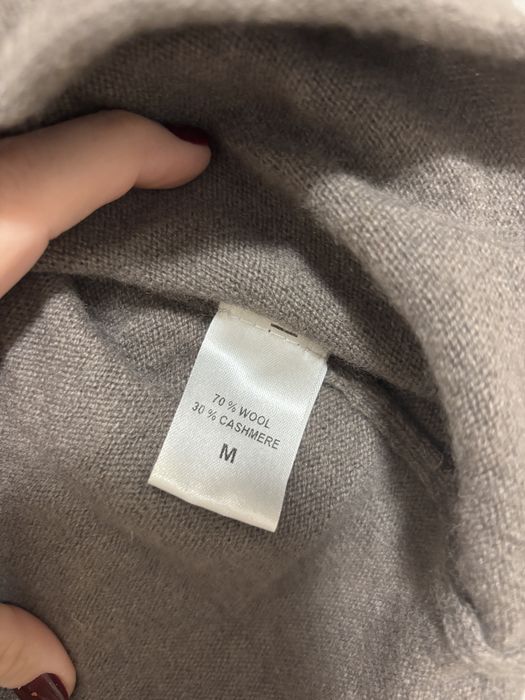 70 % WOOL
30 % CASHMERE
M